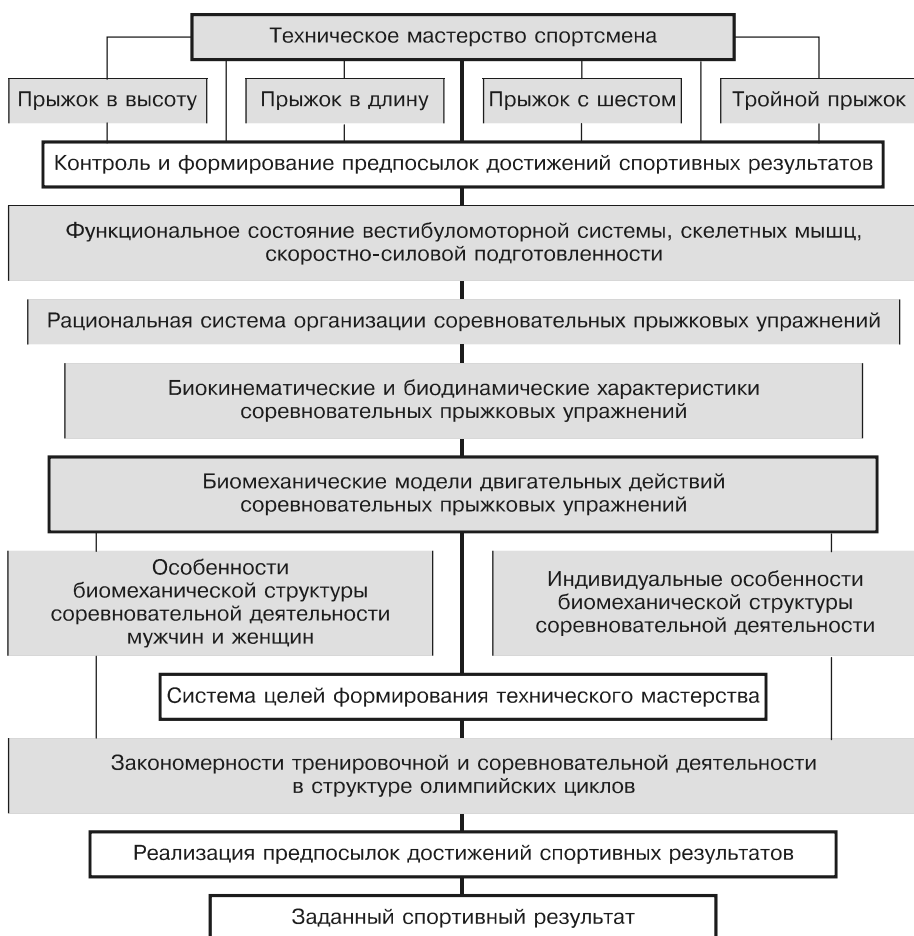 Техническое мастерство спортсмена
Прыжок в высоту
Прыжок в длину
Прыжок с шестом
Тройной прыжок
Контроль и формирование предпосылок достижений спортивных результатов
Функциональное состояние вестибуломоторной системы, скелетных мышц,
скоростно-силовой подготовленности
Рациональная система организации соревновательных прыжковых упражнений
Биокинематические и биодинамические характеристики
соревновательных прыжковых упражнений
Биомеханические модели двигательных действий
соревновательных прыжковых упражнений
Особенности
биомеханической структуры
соревновательной деятельности
мужчин и женщин
Индивидуальные особенности
биомеханической структуры
соревновательной деятельности
Система целей формирования технического мастерства
Закономерности тренировочной и соревновательной деятельности
в структуре олимпийских циклов
Реализация предпосылок достижений спортивных результатов
Заданный спортивный результат